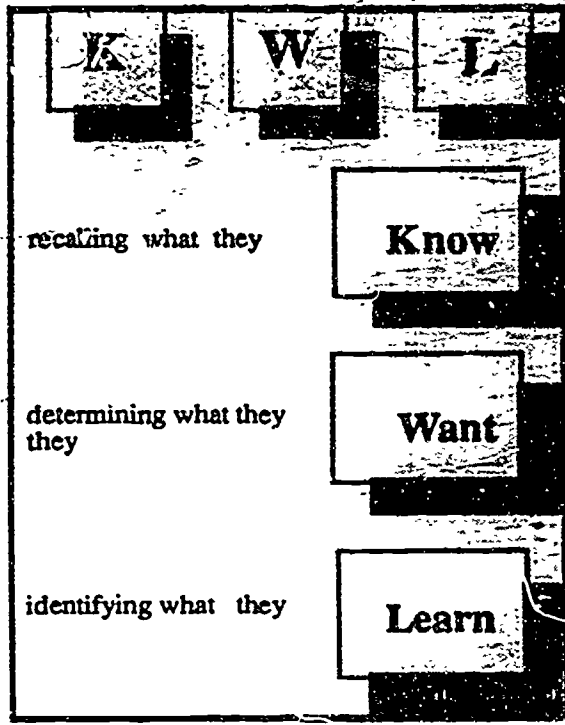 K W L
recalling what they Know
determining what they Want
they
identifying what they Learn